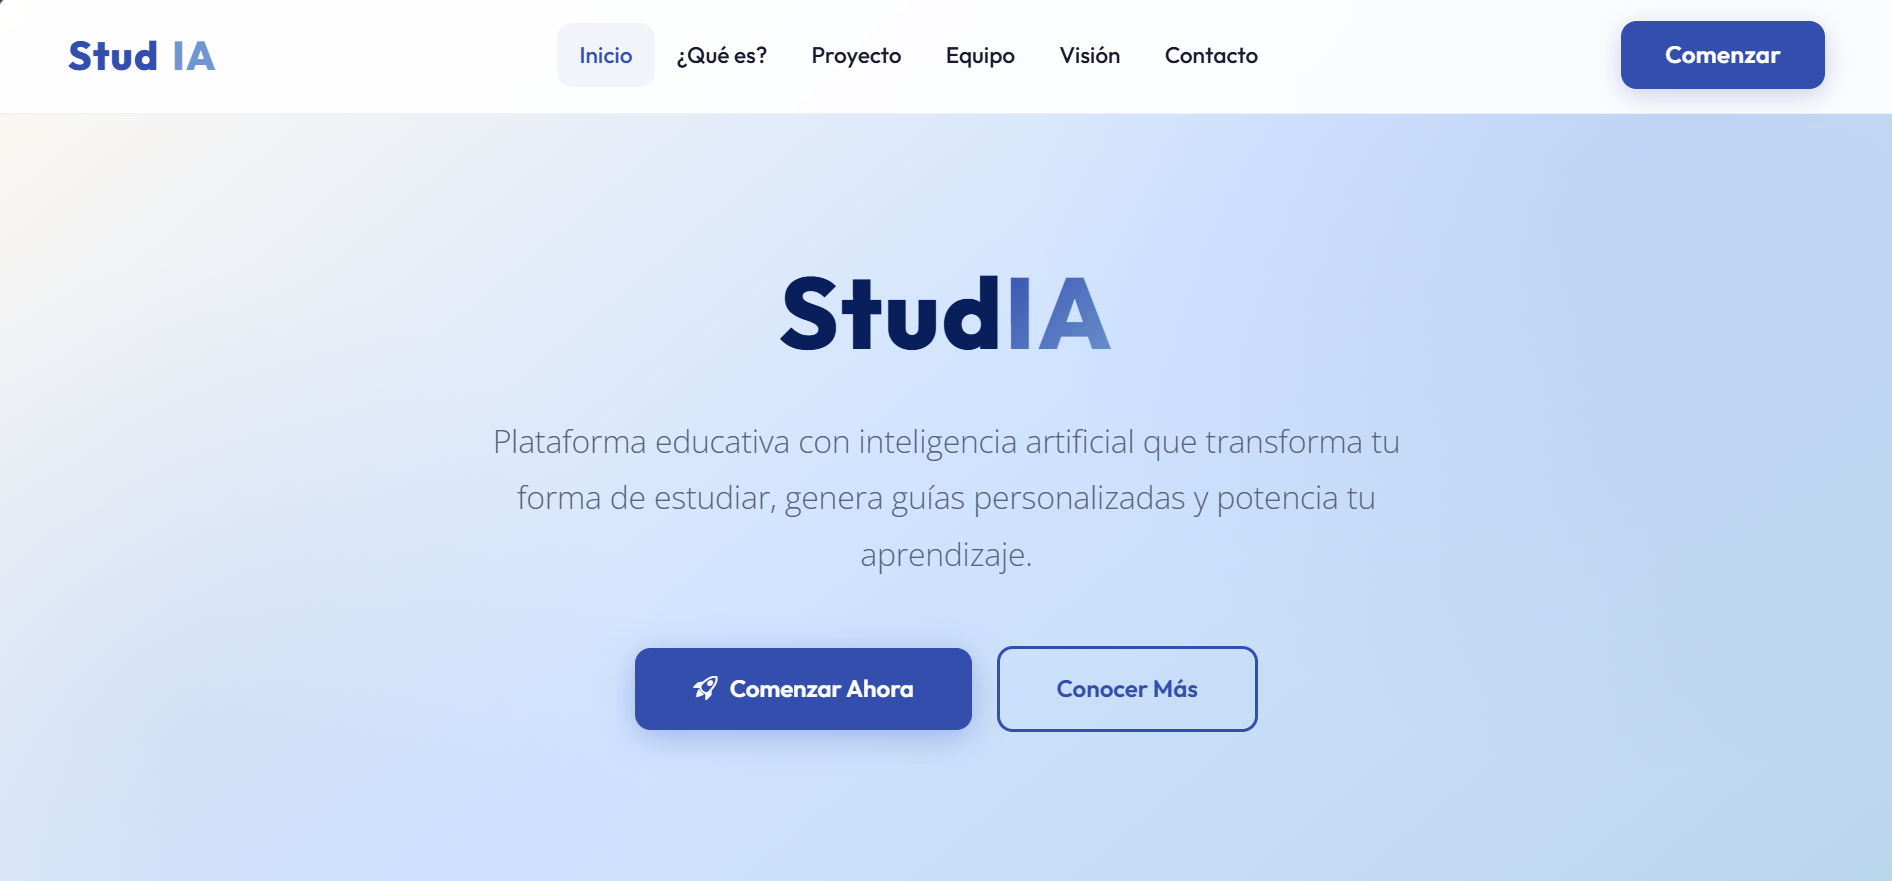 Stud IA
Inicio
¿Qué es?
Proyecto
Equipo
Visión
Contacto
Comenzar
StudIA
Plataforma educativa con inteligencia artificial que transforma tu
forma de estudiar, genera guías personalizadas y potencia tu
aprendizaje.
Comenzar Ahora
Conocer Más